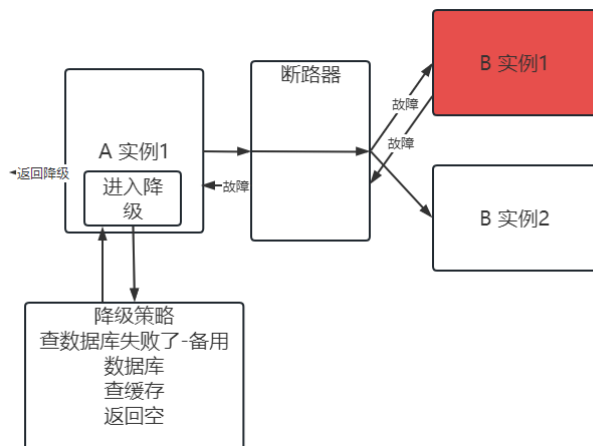 断路器
B 实例1
故障
故障
A 实例1
返回降级
进入降
级
故障
B 实例2
降级策略
查数据库失败了-备用
数据库
查缓存
返回空